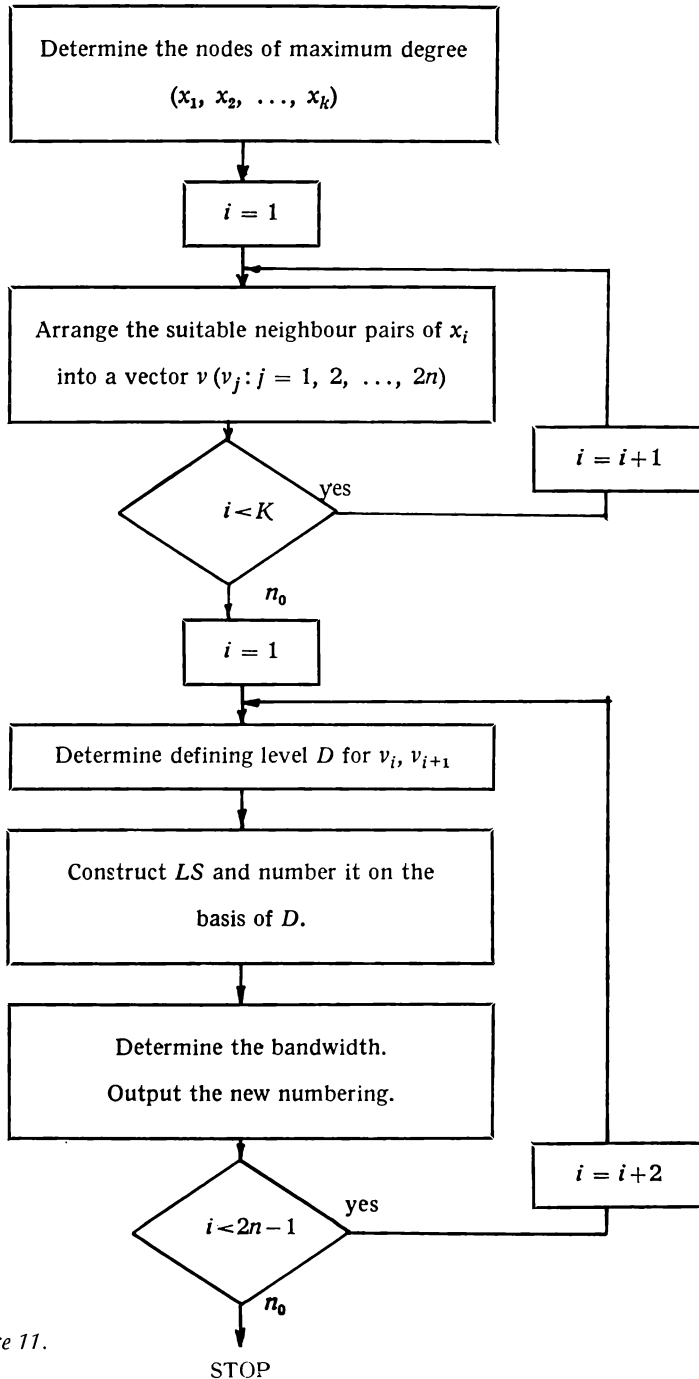 Determine the nodes of maximum degree
(x₁, x₂, ..., xₖ)
i = 1
Arrange the suitable neighbour pairs of xᵢ
into a vector v (vⱼ : j = 1, 2, ..., 2n)
i = i+1
yes
i < K
n₀
i = 1
Determine defining level D for vᵢ, vᵢ₊₁
Construct LS and number it on the
basis of D.
Determine the bandwidth.
Output the new numbering.
i = i+2
yes
i < 2n − 1
n₀
re 11.
STOP